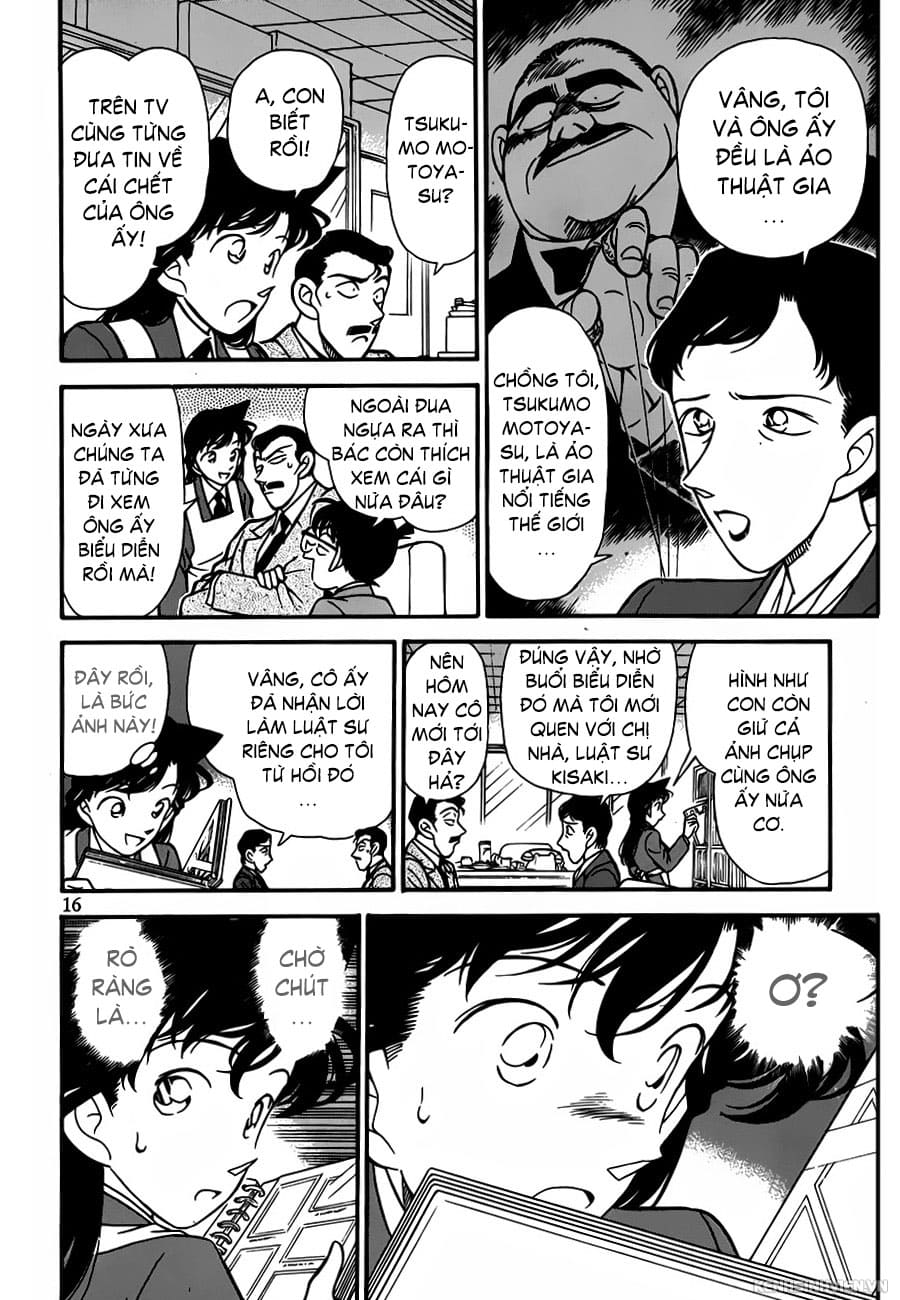 VÂNG, TÔI
VÀ ÔNG ẤY
ĐỀU LÀ ẢO
THUẬT GIA
...
CHỒNG TÔI,
TSUKUMO
MOTOYA-
SU, LÀ ẢO
THUẬT GIA
NỔI TIẾNG
THẾ GIỚI
...
TSUKU-
MO MO-
TOYA-
SU?
A, CON
BIẾT
RỒI!
TRÊN TV
CŨNG TỪNG
ĐƯA TIN VỀ
CÁI CHẾT
CỦA ÔNG
ẤY!
NGOÀI ĐUA
NGỰA RA THÌ
BÁC CÒN THÍCH
XEM CÁI GÌ
NỮA ĐÂU?
NGÀY XƯA
CHÚNG TA
ĐÃ TỪNG
ĐI XEM
ÔNG ẤY
BIỂU DIỄN
RỒI MÀ!
HÌNH NHƯ
CON CÒN
GIỮ CẢ
ẢNH CHỤP
CÙNG ÔNG
ẤY NỮA
CƠ.
ĐÚNG VẬY, NHỜ
BUỔI BIỂU DIỄN
ĐÓ MÀ TÔI MỚI
QUEN VỚI CHỊ
NHÀ, LUẬT SƯ
KISAKI...
NÊN
HÔM
NAY CÔ
MỚI TỚI
ĐÂY
HẢ?
VÂNG, CÔ ẤY
ĐÃ NHẬN LỜI
LÀM LUẬT SƯ
RIÊNG CHO TÔI
TỪ HỒI ĐÓ
...
ĐÂY RỒI,
LÀ BỨC
ẢNH NÀY!
16
Ơ?
CHỜ
CHÚT
...
RÕ
RÀNG
LÀ...
KENHSINHVIEN.VN